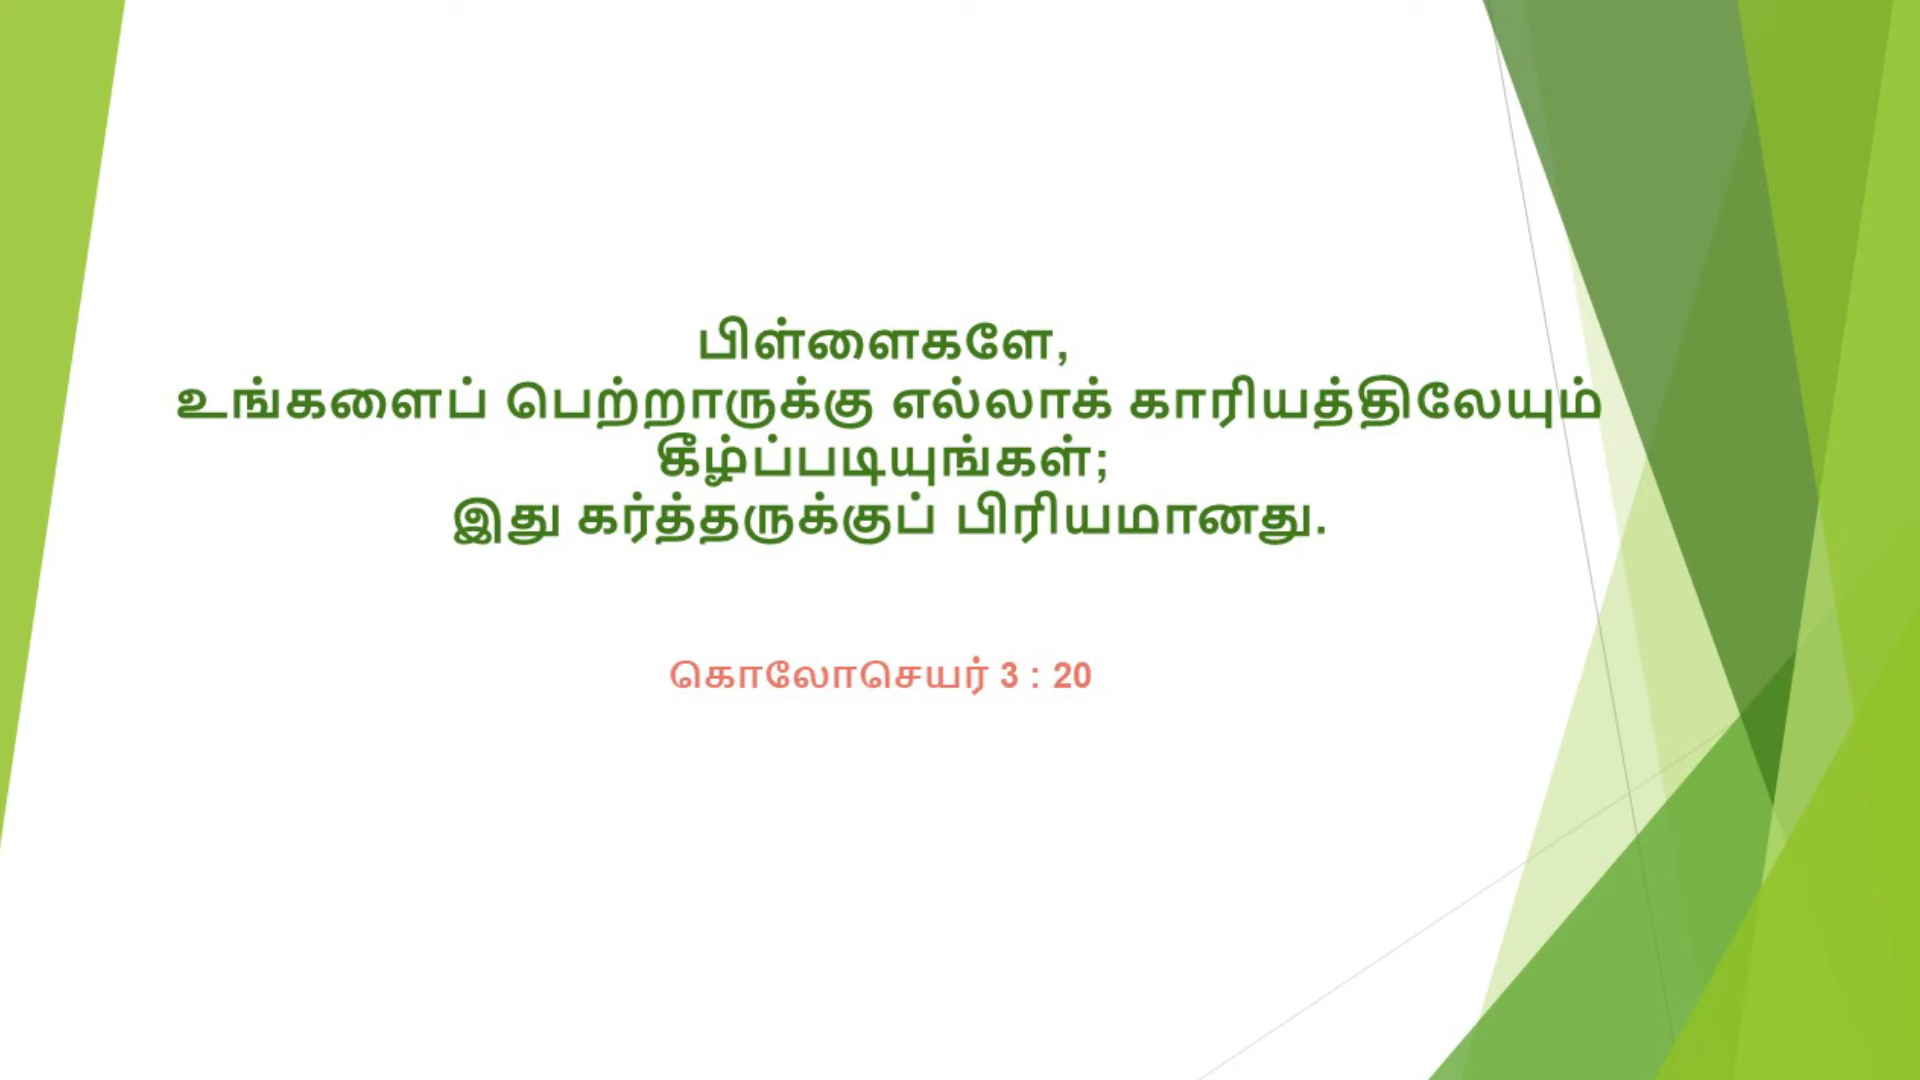 பிள்ளைகளே,
உங்களைப் பெற்றாருக்கு எல்லாக் காரியத்திலேயும்
கீழ்ப்படியுங்கள்;
இது கர்த்தருக்குப் பிரியமானது.
கொலோசெயர் 3 : 20